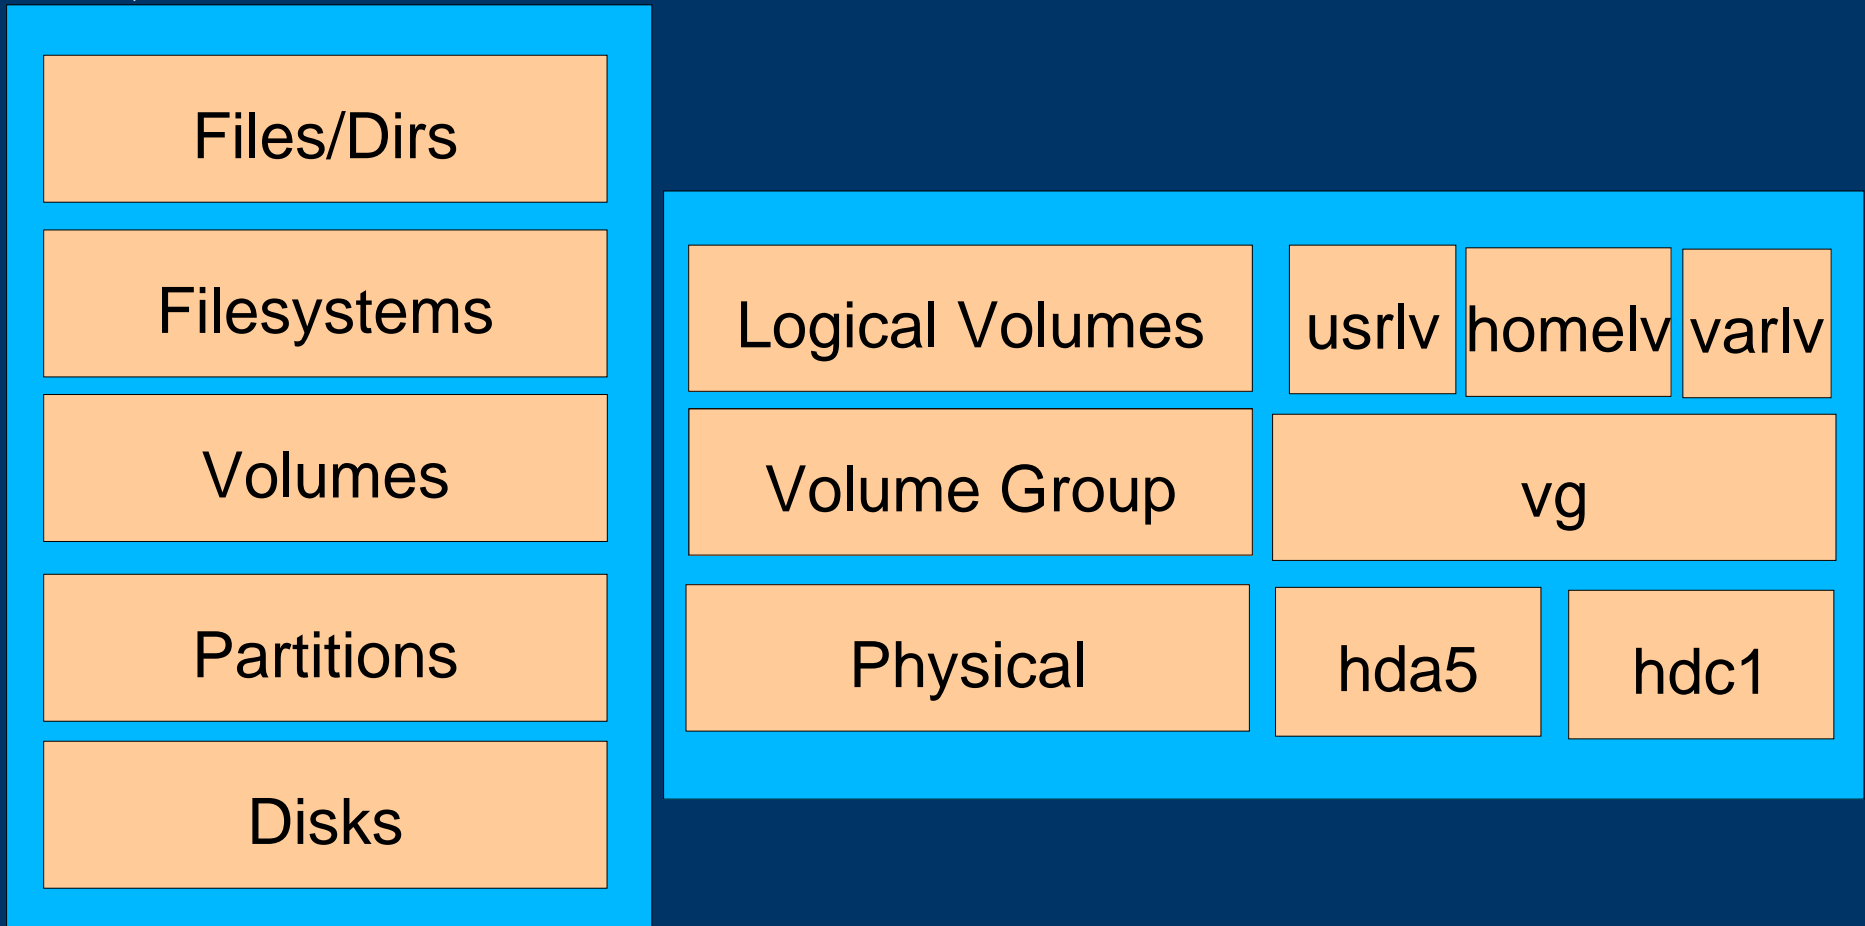 Files/Dirs
Filesystems
Volumes
Partitions
Disks
Logical Volumes
usrlv
homelv
varlv
Volume Group
vg
Physical
hda5
hdc1